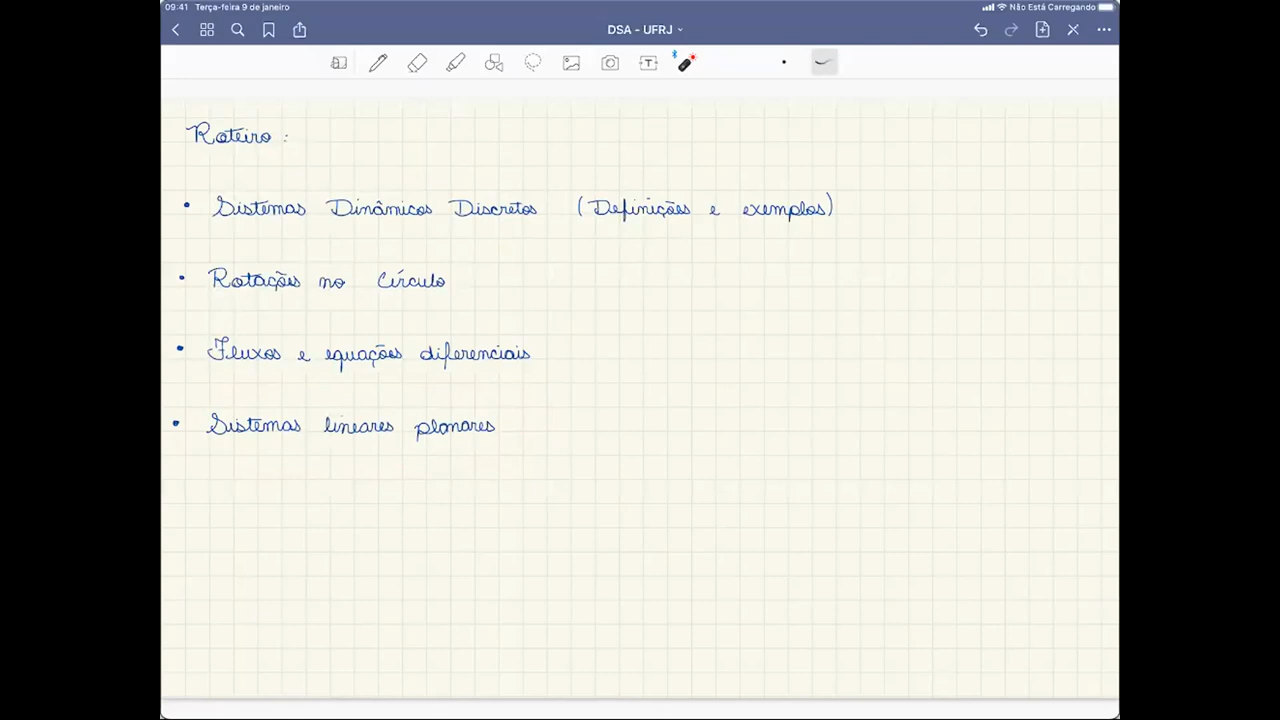 09:41 Terça-feira 9 de janeiro
Não Está Carregando
DSA - UFRJ
T
Roteiro :
• Sistemas Dinâmicos Discretos (Definições e exemplos)
• Rotações no Círculo
• Fluxos e equações diferenciais
• Sistemas lineares planares